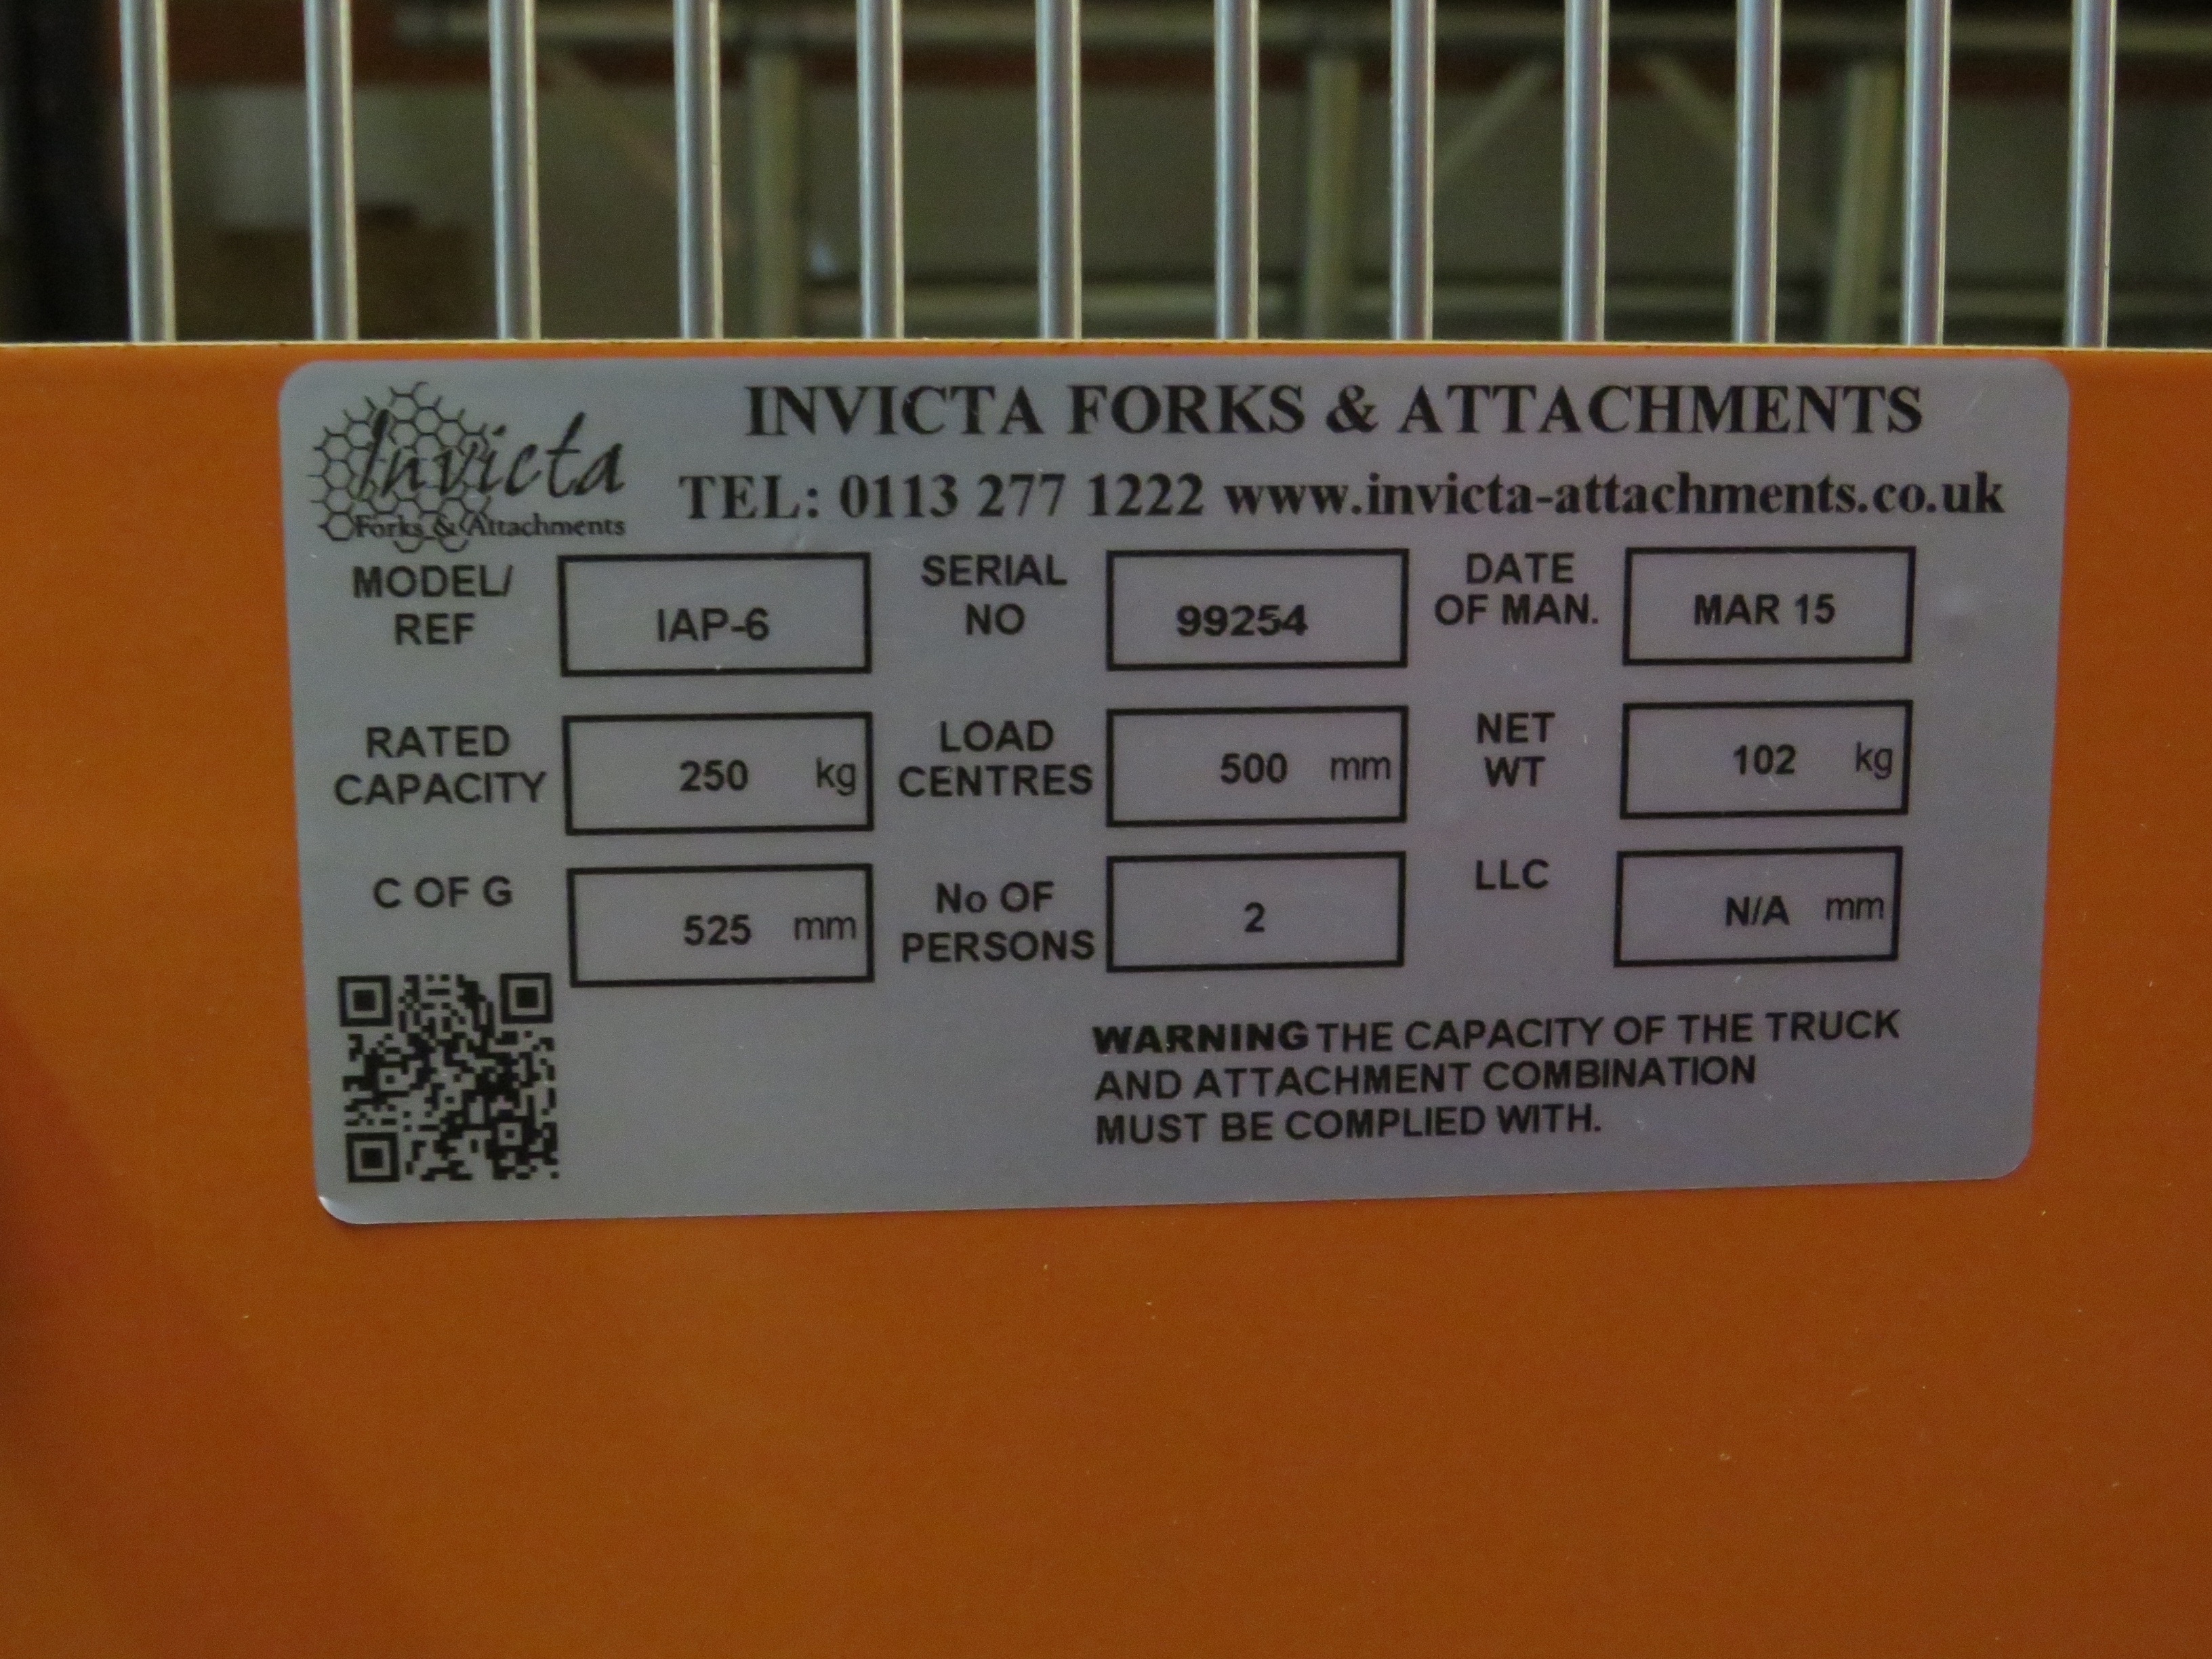 Invicta
Forks & Attachments
INVICTA FORKS & ATTACHMENTS
TEL: 0113 277 1222 www.invicta-attachments.co.uk
MODEL/
REF
IAP-6
SERIAL
NO
99254
DATE
OF MAN.
MAR 15
RATED
CAPACITY
250 kg
LOAD
CENTRES
500 mm
NET
WT
102 kg
C OF G
525 mm
No OF
PERSONS
2
LLC
N/A mm
WARNING THE CAPACITY OF THE TRUCK
AND ATTACHMENT COMBINATION
MUST BE COMPLIED WITH.